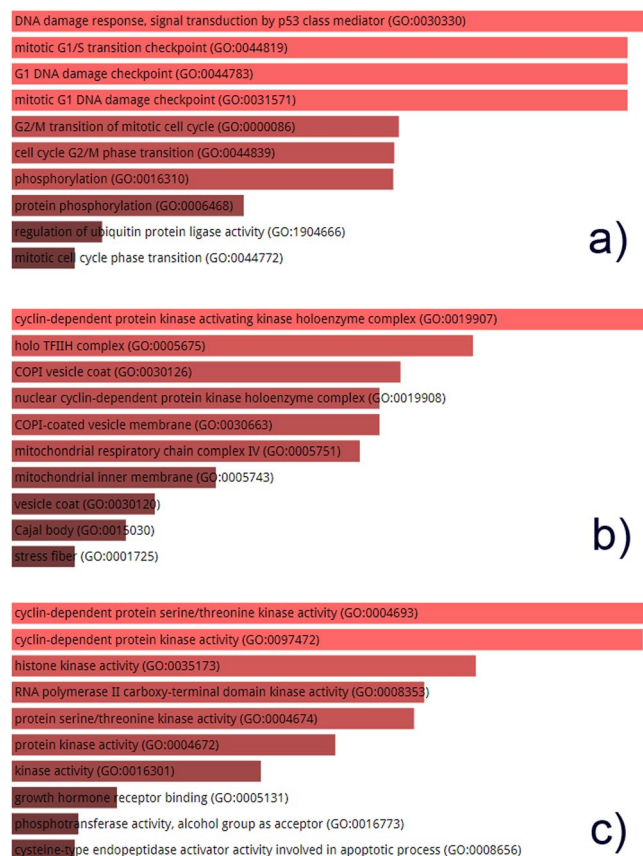 DNA damage response, signal transduction by p53 class mediator (GO:0030330)
mitotic G1/S transition checkpoint (GO:0044819)
G1 DNA damage checkpoint (GO:0044783)
mitotic G1 DNA damage checkpoint (GO:0031571)
G2/M transition of mitotic cell cycle (GO:0000086)
cell cycle G2/M phase transition (GO:0044839)
phosphorylation (GO:0016310)
protein phosphorylation (GO:0006468)
regulation of ubiquitin protein ligase activity (GO:1904666)
mitotic cell cycle phase transition (GO:0044772)
a)
cyclin-dependent protein kinase activating kinase holoenzyme complex (GO:0019907)
holo TFIIH complex (GO:0005675)
COPI vesicle coat (GO:0030126)
nuclear cyclin-dependent protein kinase holoenzyme complex (GO:0019908)
COPI-coated vesicle membrane (GO:0030663)
mitochondrial respiratory chain complex IV (GO:0005751)
mitochondrial inner membrane (GO:0005743)
vesicle coat (GO:0030120)
Cajal body (GO:0015030)
stress fiber (GO:0001725)
b)
cyclin-dependent protein serine/threonine kinase activity (GO:0004693)
cyclin-dependent protein kinase activity (GO:0097472)
histone kinase activity (GO:0035173)
RNA polymerase II carboxy-terminal domain kinase activity (GO:0008353)
protein serine/threonine kinase activity (GO:0004674)
protein kinase activity (GO:0004672)
kinase activity (GO:0016301)
growth hormone receptor binding (GO:0005131)
phosphotransferase activity, alcohol group as acceptor (GO:0016773)
cysteine-type endopeptidase activator activity involved in apoptotic process (GO:0008656)
c)